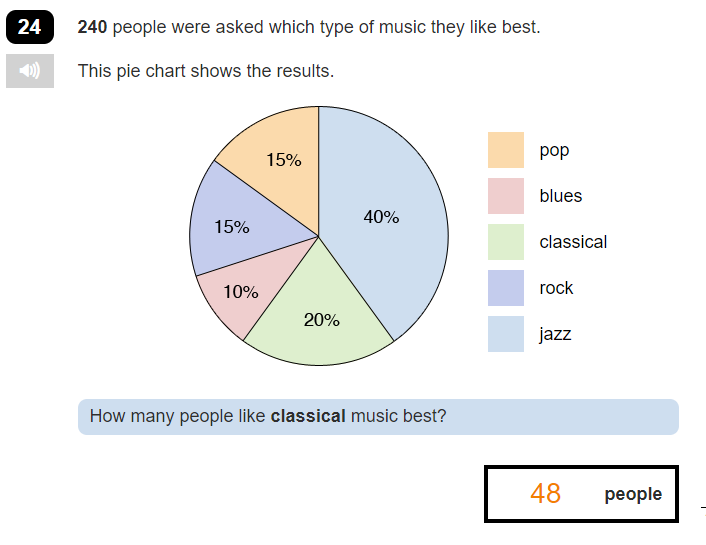 24 240 people were asked which type of music they like best.
This pie chart shows the results.
15% 40% pop
15% blues
10% classical
20% rock
jazz
How many people like classical music best?
48 people